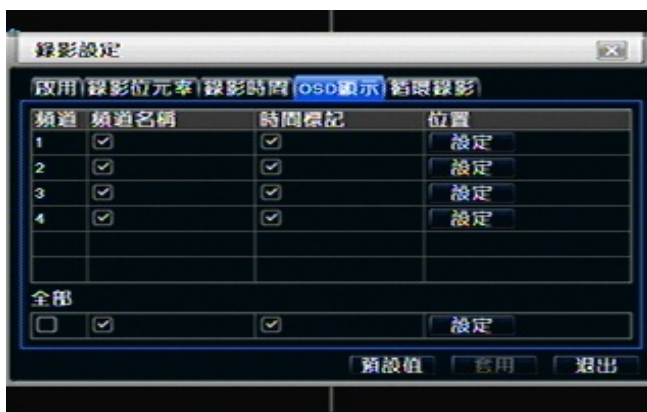 錄影設定
啟用 錄影位元率 錄影時間 OSD顯示 循環錄影
頻道 頻道名稱 時間標記 位置
1 設定
2 設定
3 設定
4 設定
全部
設定
預設值 套用 退出